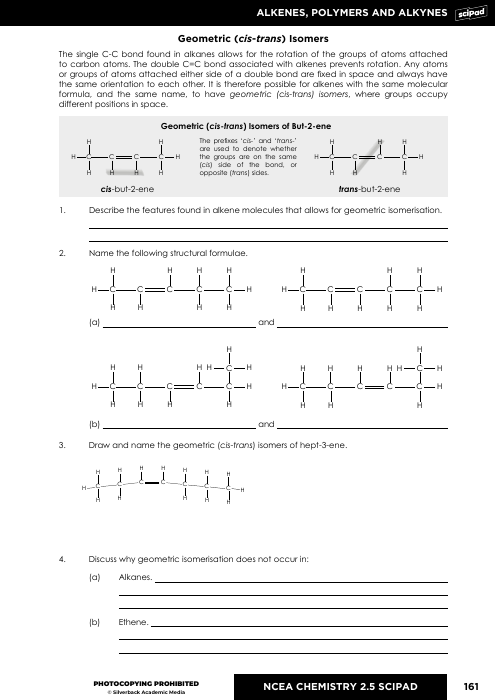 ALKENES, POLYMERS AND ALKYNES scipad
Geometric (cis-trans) Isomers
The single C-C bond found in alkanes allows for the rotation of the groups of atoms attached
to carbon atoms. The double C=C bond associated with alkenes prevents rotation. Any atoms
or groups of atoms attached either side of a double bond are fixed in space and always have
the same orientation to each other. It is therefore possible for alkenes with the same molecular
formula, and the same name, to have geometric (cis-trans) isomers, where groups occupy
different positions in space.
Geometric (cis-trans) Isomers of But-2-ene
The prefixes 'cis-' and 'trans-'
are used to denote whether
the groups are on the same
(cis) side of the bond, or
opposite (trans) sides.
H H H H
H C C C C H H C C C C H
H H H H H H H
cis-but-2-ene trans-but-2-ene
1. Describe the features found in alkene molecules that allows for geometric isomerisation.
2. Name the following structural formulae.
H H H H H H H
H C C C C C H H C C C C C H
H H H H H H H H H
(a) and
H H
H H H H C H H H H H C H
H C C C C C H H C C C C C H
H H H H H H H
(b) and
3. Draw and name the geometric (cis-trans) isomers of hept-3-ene.
H H H H H H H
H C C C C C C C H
H H H H H
4. Discuss why geometric isomerisation does not occur in:
(a) Alkanes.
(b) Ethene.
PHOTOCOPYING PROHIBITED
© Silverback Academic Media
NCEA CHEMISTRY 2.5 SCIPAD 161